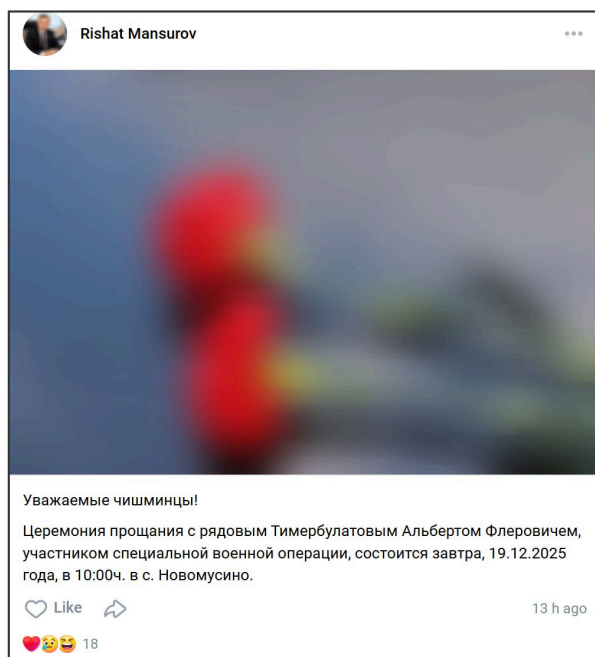 Rishat Mansurov
Уважаемые чишминцы!
Церемония прощания с рядовым Тимербулатовым Альбертом Флеровичем,
участником специальной военной операции, состоится завтра, 19.12.2025
года, в 10:00ч. в с. Новомусино.
Like
13 h ago
18